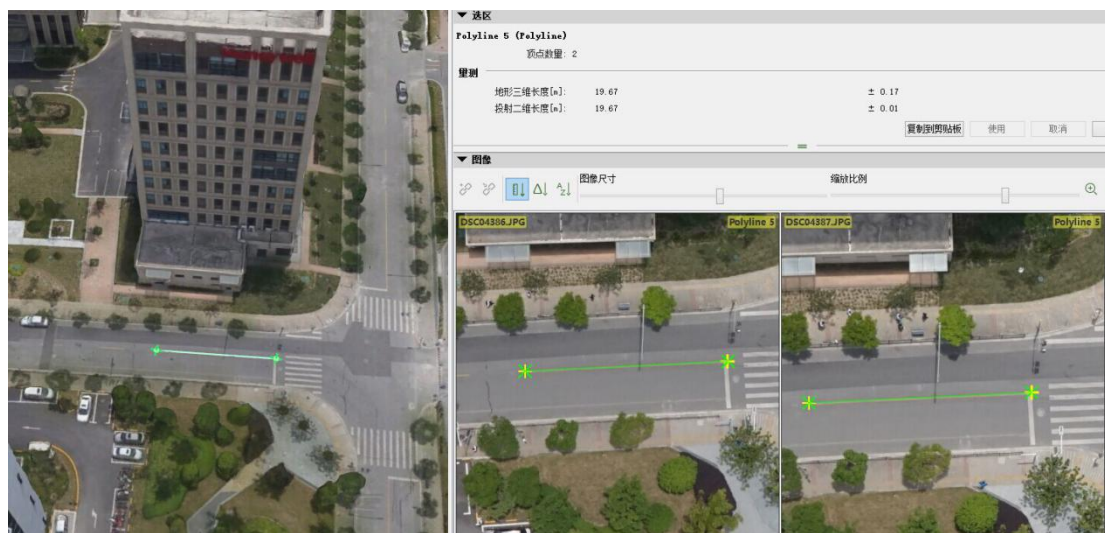 选区
Polyline 5 (Polyline)
顶点数量: 2
量测
地形三维长度[m]: 19.67 ± 0.17
投射二维长度[m]: 19.67 ± 0.01
复制到剪贴板 使用 取消
图像
图像尺寸 缩放比例
DSC04386.JPG Polyline 5 DSC04387.JPG Polyline 5